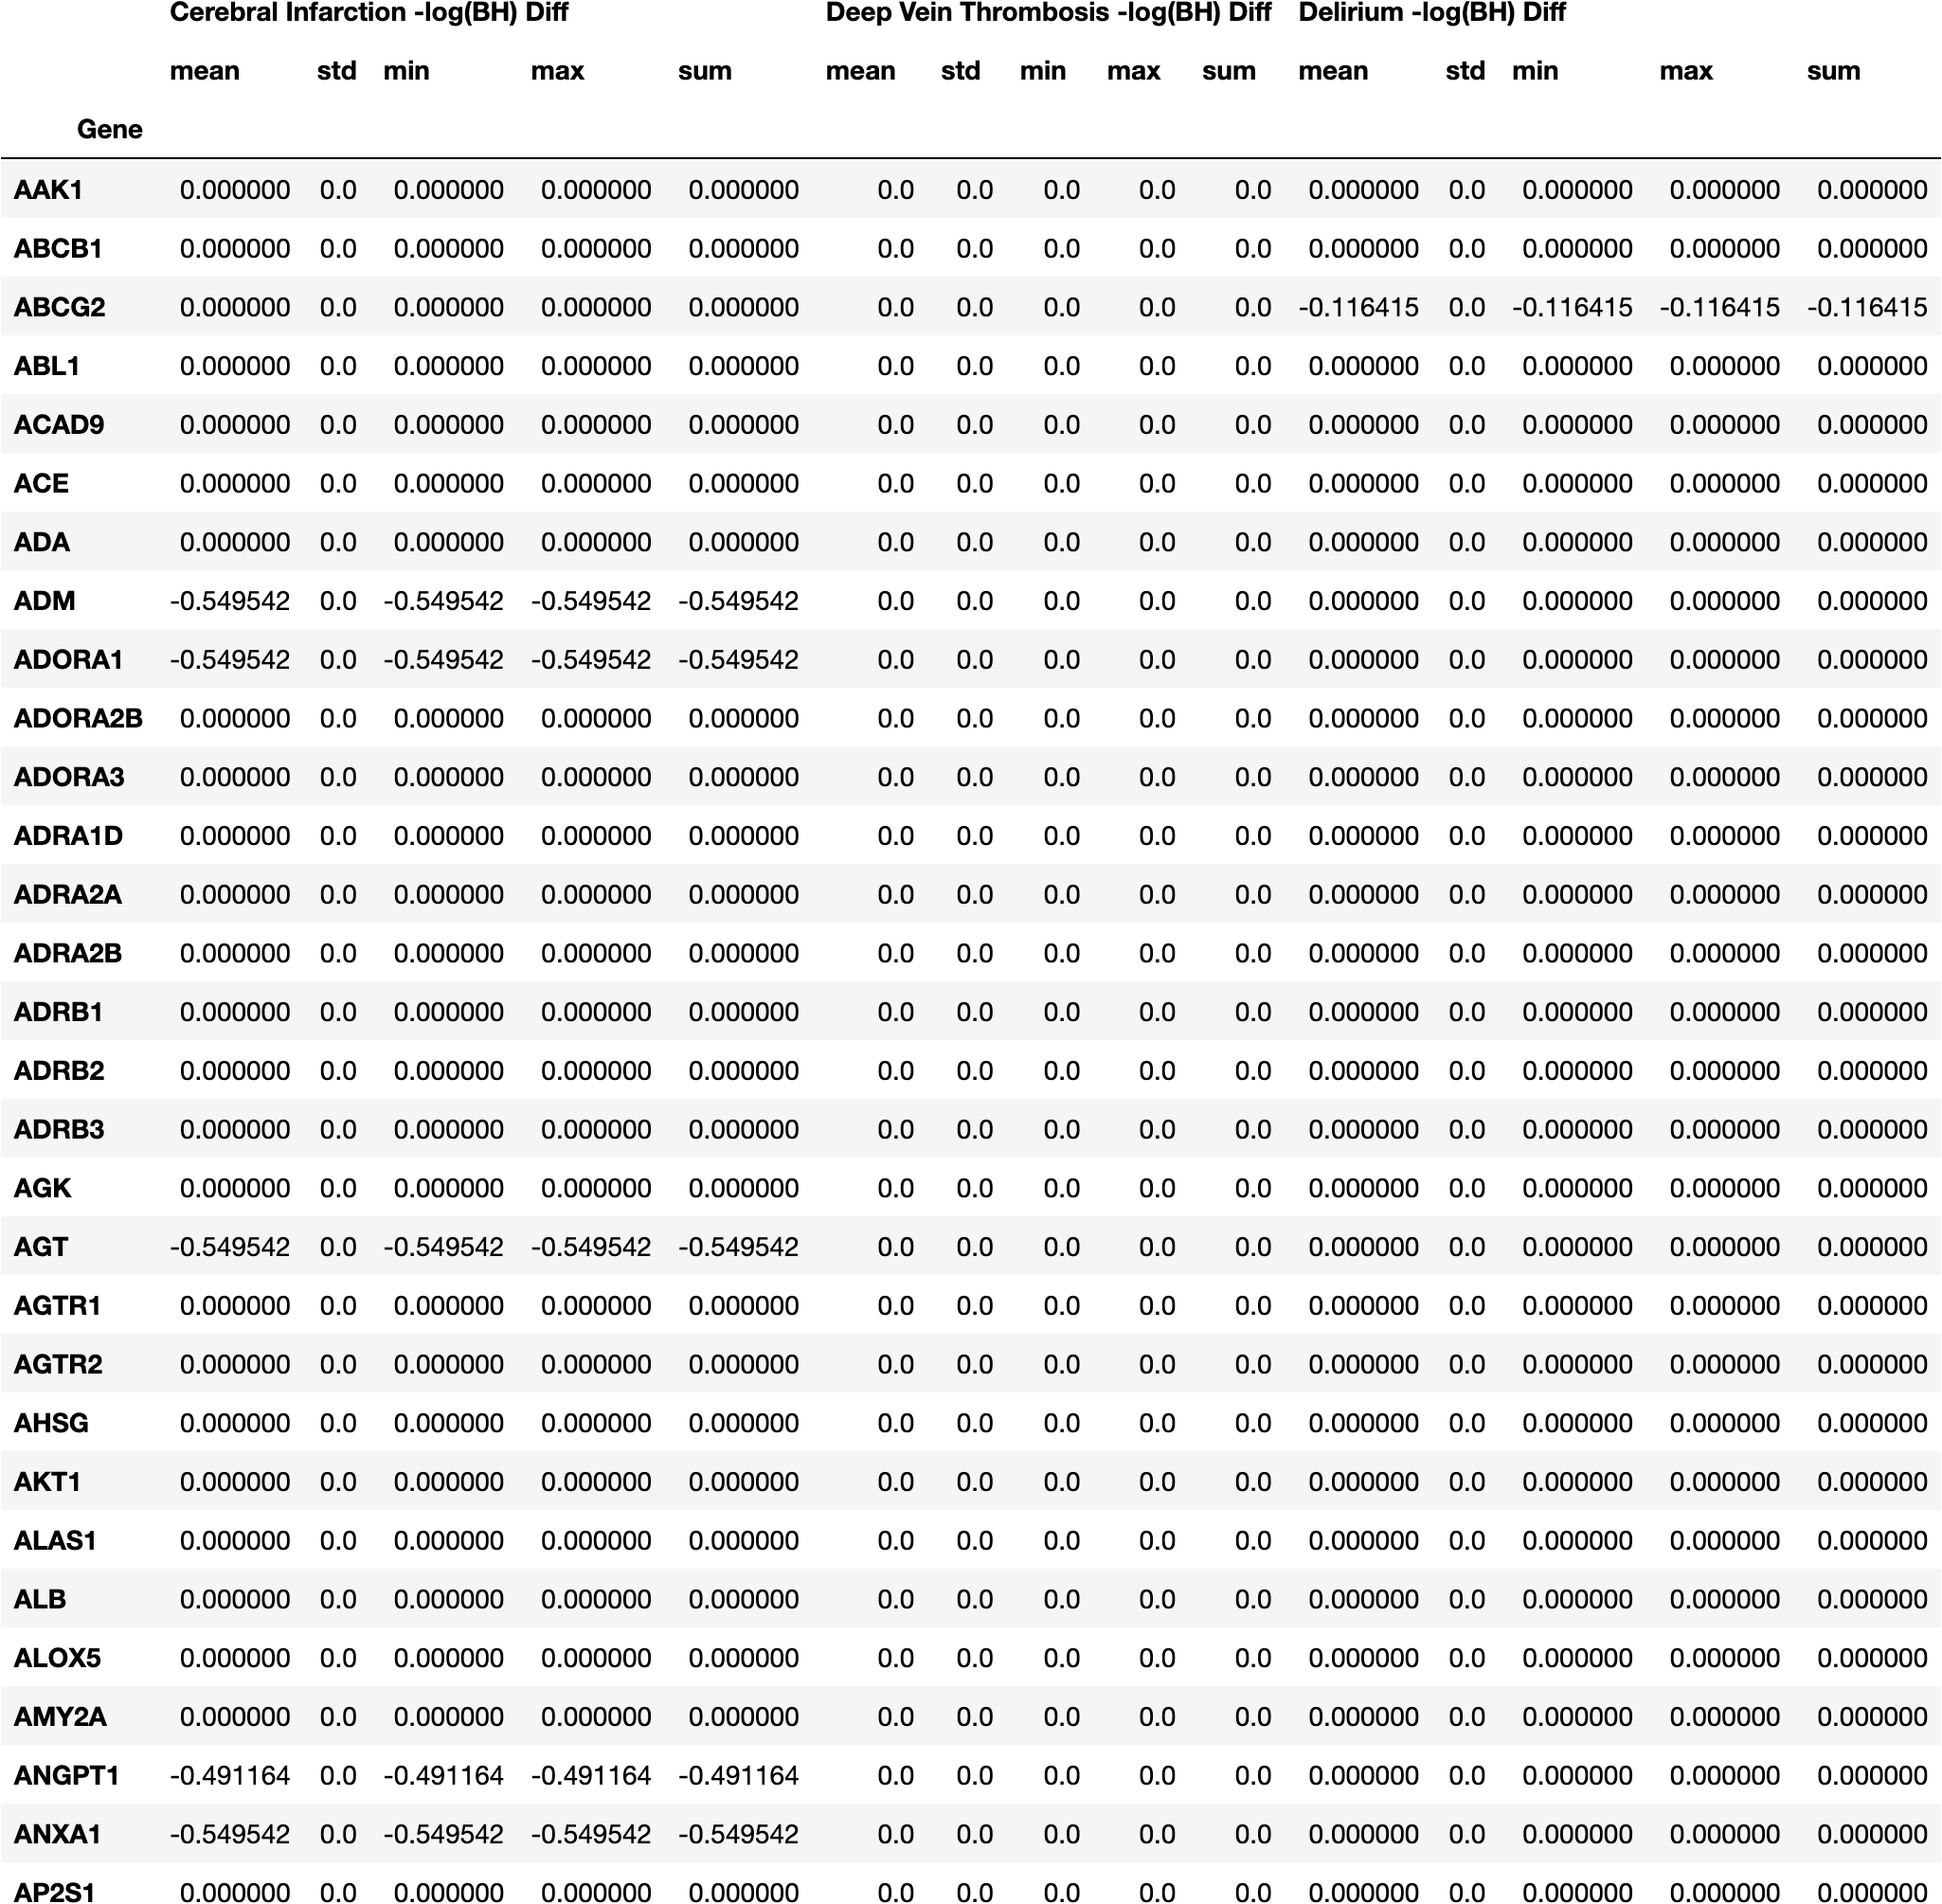 Cerebral Infarction -log(BH) Diff Deep Vein Thrombosis -log(BH) Diff Delirium -log(BH) Diff
mean std min max sum mean std min max sum mean std min max sum
Gene
AAK1 0.000000 0.0 0.000000 0.000000 0.000000 0.0 0.0 0.0 0.0 0.0 0.000000 0.0 0.000000 0.000000 0.000000
ABCB1 0.000000 0.0 0.000000 0.000000 0.000000 0.0 0.0 0.0 0.0 0.0 0.000000 0.0 0.000000 0.000000 0.000000
ABCG2 0.000000 0.0 0.000000 0.000000 0.000000 0.0 0.0 0.0 0.0 0.0 -0.116415 0.0 -0.116415 -0.116415 -0.116415
ABL1 0.000000 0.0 0.000000 0.000000 0.000000 0.0 0.0 0.0 0.0 0.0 0.000000 0.0 0.000000 0.000000 0.000000
ACAD9 0.000000 0.0 0.000000 0.000000 0.000000 0.0 0.0 0.0 0.0 0.0 0.000000 0.0 0.000000 0.000000 0.000000
ACE 0.000000 0.0 0.000000 0.000000 0.000000 0.0 0.0 0.0 0.0 0.0 0.000000 0.0 0.000000 0.000000 0.000000
ADA 0.000000 0.0 0.000000 0.000000 0.000000 0.0 0.0 0.0 0.0 0.0 0.000000 0.0 0.000000 0.000000 0.000000
ADM -0.549542 0.0 -0.549542 -0.549542 -0.549542 0.0 0.0 0.0 0.0 0.0 0.000000 0.0 0.000000 0.000000 0.000000
ADORA1 -0.549542 0.0 -0.549542 -0.549542 -0.549542 0.0 0.0 0.0 0.0 0.0 0.000000 0.0 0.000000 0.000000 0.000000
ADORA2B 0.000000 0.0 0.000000 0.000000 0.000000 0.0 0.0 0.0 0.0 0.0 0.000000 0.0 0.000000 0.000000 0.000000
ADORA3 0.000000 0.0 0.000000 0.000000 0.000000 0.0 0.0 0.0 0.0 0.0 0.000000 0.0 0.000000 0.000000 0.000000
ADRA1D 0.000000 0.0 0.000000 0.000000 0.000000 0.0 0.0 0.0 0.0 0.0 0.000000 0.0 0.000000 0.000000 0.000000
ADRA2A 0.000000 0.0 0.000000 0.000000 0.000000 0.0 0.0 0.0 0.0 0.0 0.000000 0.0 0.000000 0.000000 0.000000
ADRA2B 0.000000 0.0 0.000000 0.000000 0.000000 0.0 0.0 0.0 0.0 0.0 0.000000 0.0 0.000000 0.000000 0.000000
ADRB1 0.000000 0.0 0.000000 0.000000 0.000000 0.0 0.0 0.0 0.0 0.0 0.000000 0.0 0.000000 0.000000 0.000000
ADRB2 0.000000 0.0 0.000000 0.000000 0.000000 0.0 0.0 0.0 0.0 0.0 0.000000 0.0 0.000000 0.000000 0.000000
ADRB3 0.000000 0.0 0.000000 0.000000 0.000000 0.0 0.0 0.0 0.0 0.0 0.000000 0.0 0.000000 0.000000 0.000000
AGK 0.000000 0.0 0.000000 0.000000 0.000000 0.0 0.0 0.0 0.0 0.0 0.000000 0.0 0.000000 0.000000 0.000000
AGT -0.549542 0.0 -0.549542 -0.549542 -0.549542 0.0 0.0 0.0 0.0 0.0 0.000000 0.0 0.000000 0.000000 0.000000
AGTR1 0.000000 0.0 0.000000 0.000000 0.000000 0.0 0.0 0.0 0.0 0.0 0.000000 0.0 0.000000 0.000000 0.000000
AGTR2 0.000000 0.0 0.000000 0.000000 0.000000 0.0 0.0 0.0 0.0 0.0 0.000000 0.0 0.000000 0.000000 0.000000
AHSG 0.000000 0.0 0.000000 0.000000 0.000000 0.0 0.0 0.0 0.0 0.0 0.000000 0.0 0.000000 0.000000 0.000000
AKT1 0.000000 0.0 0.000000 0.000000 0.000000 0.0 0.0 0.0 0.0 0.0 0.000000 0.0 0.000000 0.000000 0.000000
ALAS1 0.000000 0.0 0.000000 0.000000 0.000000 0.0 0.0 0.0 0.0 0.0 0.000000 0.0 0.000000 0.000000 0.000000
ALB 0.000000 0.0 0.000000 0.000000 0.000000 0.0 0.0 0.0 0.0 0.0 0.000000 0.0 0.000000 0.000000 0.000000
ALOX5 0.000000 0.0 0.000000 0.000000 0.000000 0.0 0.0 0.0 0.0 0.0 0.000000 0.0 0.000000 0.000000 0.000000
AMY2A 0.000000 0.0 0.000000 0.000000 0.000000 0.0 0.0 0.0 0.0 0.0 0.000000 0.0 0.000000 0.000000 0.000000
ANGPT1 -0.491164 0.0 -0.491164 -0.491164 -0.491164 0.0 0.0 0.0 0.0 0.0 0.000000 0.0 0.000000 0.000000 0.000000
ANXA1 -0.549542 0.0 -0.549542 -0.549542 -0.549542 0.0 0.0 0.0 0.0 0.0 0.000000 0.0 0.000000 0.000000 0.000000
AP2S1 0.000000 0.0 0.000000 0.000000 0.000000 0.0 0.0 0.0 0.0 0.0 0.000000 0.0 0.000000 0.000000 0.000000